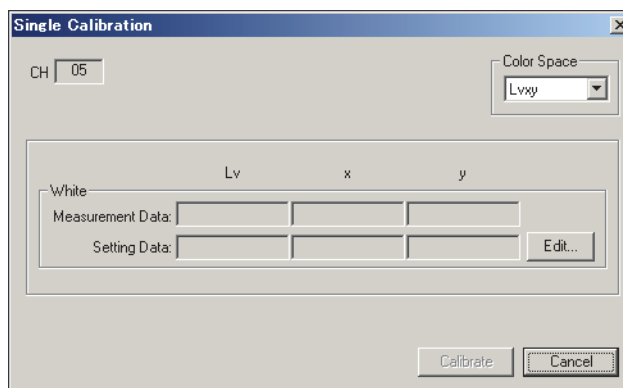 Single Calibration
CH 05
Color Space
Lvxy
Lv x y
White
Measurement Data:
Setting Data:
Edit...
Calibrate Cancel